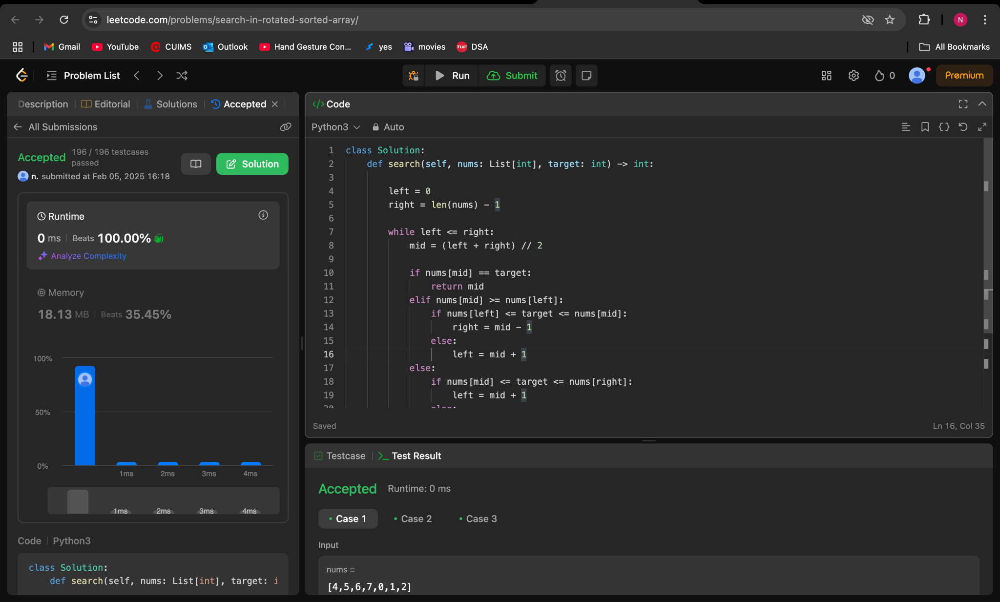 leetcode.com/problems/search-in-rotated-sorted-array/
N
Gmail YouTube CUIMS Outlook Hand Gesture Con... yes movies TUF DSA All Bookmarks
Problem List Run Submit 0 Premium
Description Editorial Solutions Accepted
All Submissions
Accepted 196 / 196 testcases passed
Solution
n. submitted at Feb 05, 2025 16:18
Runtime
0 ms Beats 100.00%
Analyze Complexity
Memory
18.13 MB Beats 35.45%
100%
50%
0%
1ms 2ms 3ms 4ms
1ms 2ms 3ms 4ms
Code Python3
class Solution:
def search(self, nums: List[int], target: i
</> Code
Python3 Auto
1 class Solution:
2 def search(self, nums: List[int], target: int) -> int:
3
4 left = 0
5 right = len(nums) - 1
6
7 while left <= right:
8 mid = (left + right) // 2
9
10 if nums[mid] == target:
11 return mid
12 elif nums[mid] >= nums[left]:
13 if nums[left] <= target <= nums[mid]:
14 right = mid - 1
15 else:
16 left = mid + 1
17 else:
18 if nums[mid] <= target <= nums[right]:
19 left = mid + 1
20 else:
Saved Ln 16, Col 35
Testcase Test Result
Accepted Runtime: 0 ms
Case 1 Case 2 Case 3
Input
nums =
[4,5,6,7,0,1,2]